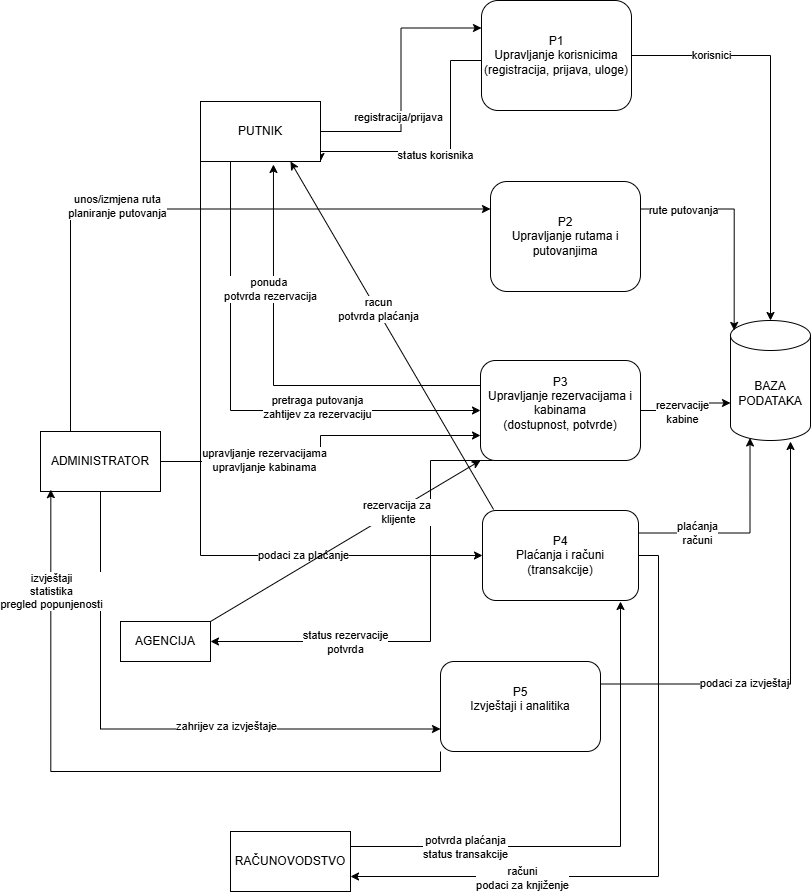 P1
Upravljanje korisnicima
(registracija, prijava, uloge)
korisnici
registracija/prijava
PUTNIK
status korisnika
unos/izmjena ruta
planiranje putovanja
P2
Upravljanje rutama i
putovanjima
rute putovanja
ponuda
potvrda rezervacija
racun
potvrda plaćanja
P3
Upravljanje rezervacijama i
kabinama
(dostupnost, potvrde)
BAZA
PODATAKA
pretraga putovanja
zahtijev za rezervaciju
rezervacije
kabine
ADMINISTRATOR
upravljanje rezervacijama
upravljanje kabinama
rezervacija za
klijente
P4
Plaćanja i računi
(transakcije)
plaćanja
računi
podaci za plaćanje
izvještaji
statistika
pregled popunjenosti
AGENCIJA
status rezervacije
potvrda
P5
Izvještaji i analitika
podaci za izvještaj
zahrijev za izvještaje
RAČUNOVODSTVO
potvrda plaćanja
status transakcije
računi
podaci za knjiženje